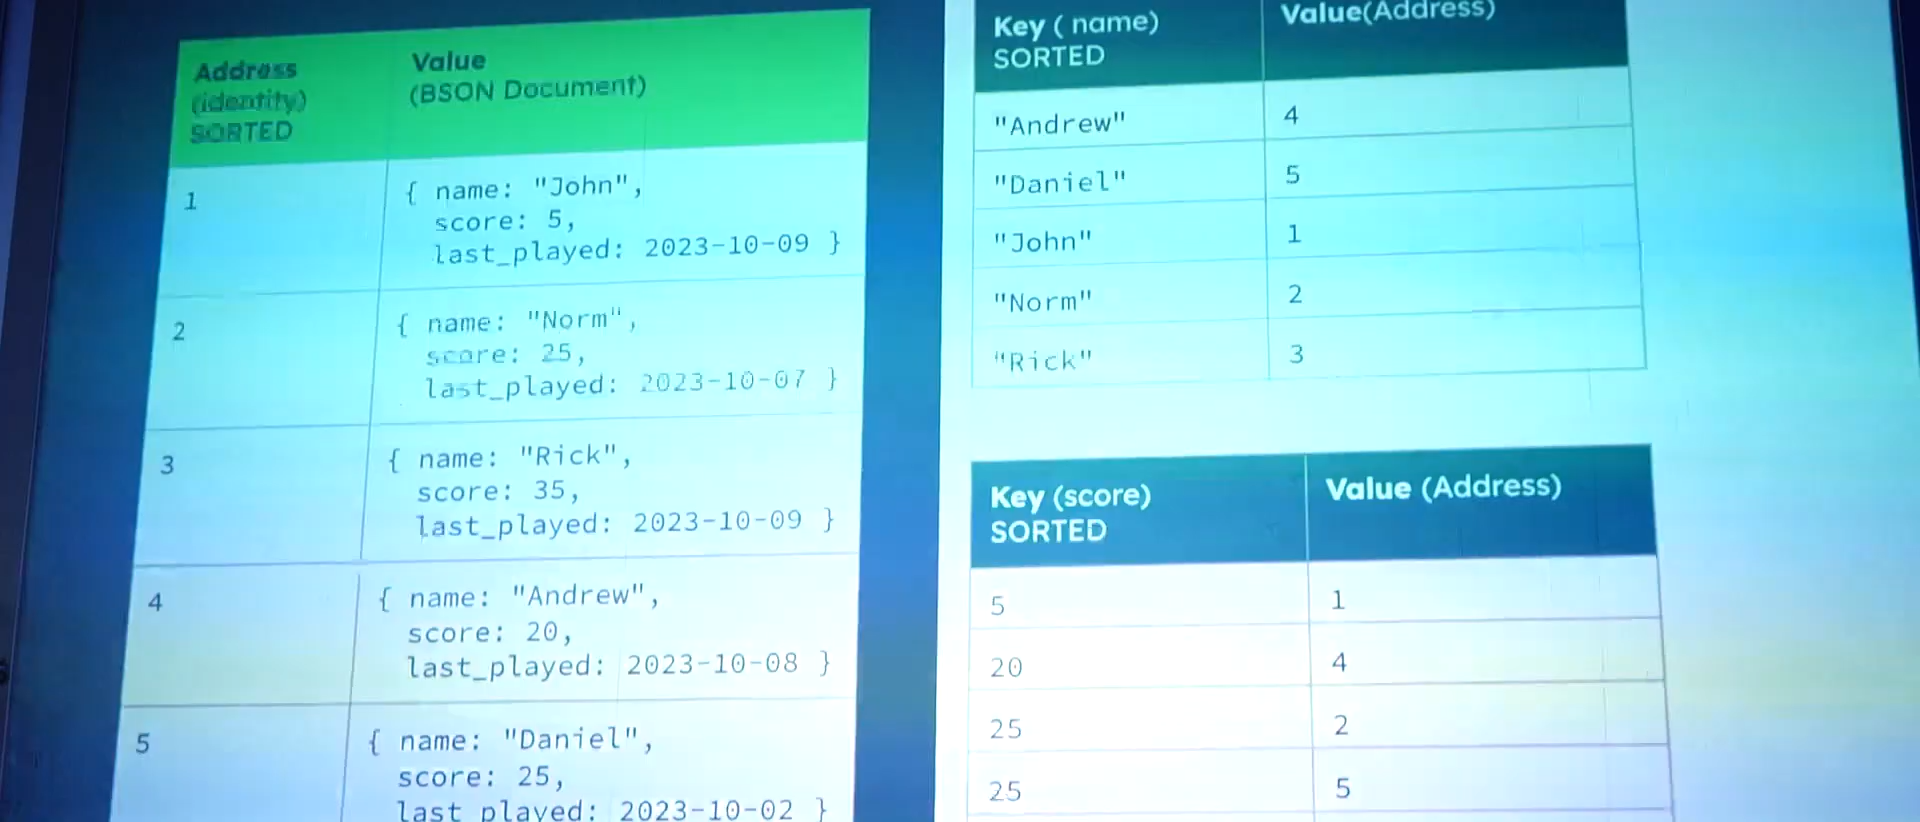 Address
(identity)
SORTED
Value
(BSON Document)
1
{ name: "John",
score: 5,
last_played: 2023-10-09 }
2
{ name: "Norm",
score: 25,
last_played: 2023-10-07 }
3
{ name: "Rick",
score: 35,
last_played: 2023-10-09 }
4
{ name: "Andrew",
score: 20,
last_played: 2023-10-08 }
5
{ name: "Daniel",
score: 25,
last_played: 2023-10-02 }
Key ( name)
SORTED
Value(Address)
"Andrew" 4
"Daniel" 5
"John" 1
"Norm" 2
"Rick" 3
Key (score)
SORTED
Value (Address)
5 1
20 4
25 2
25 5